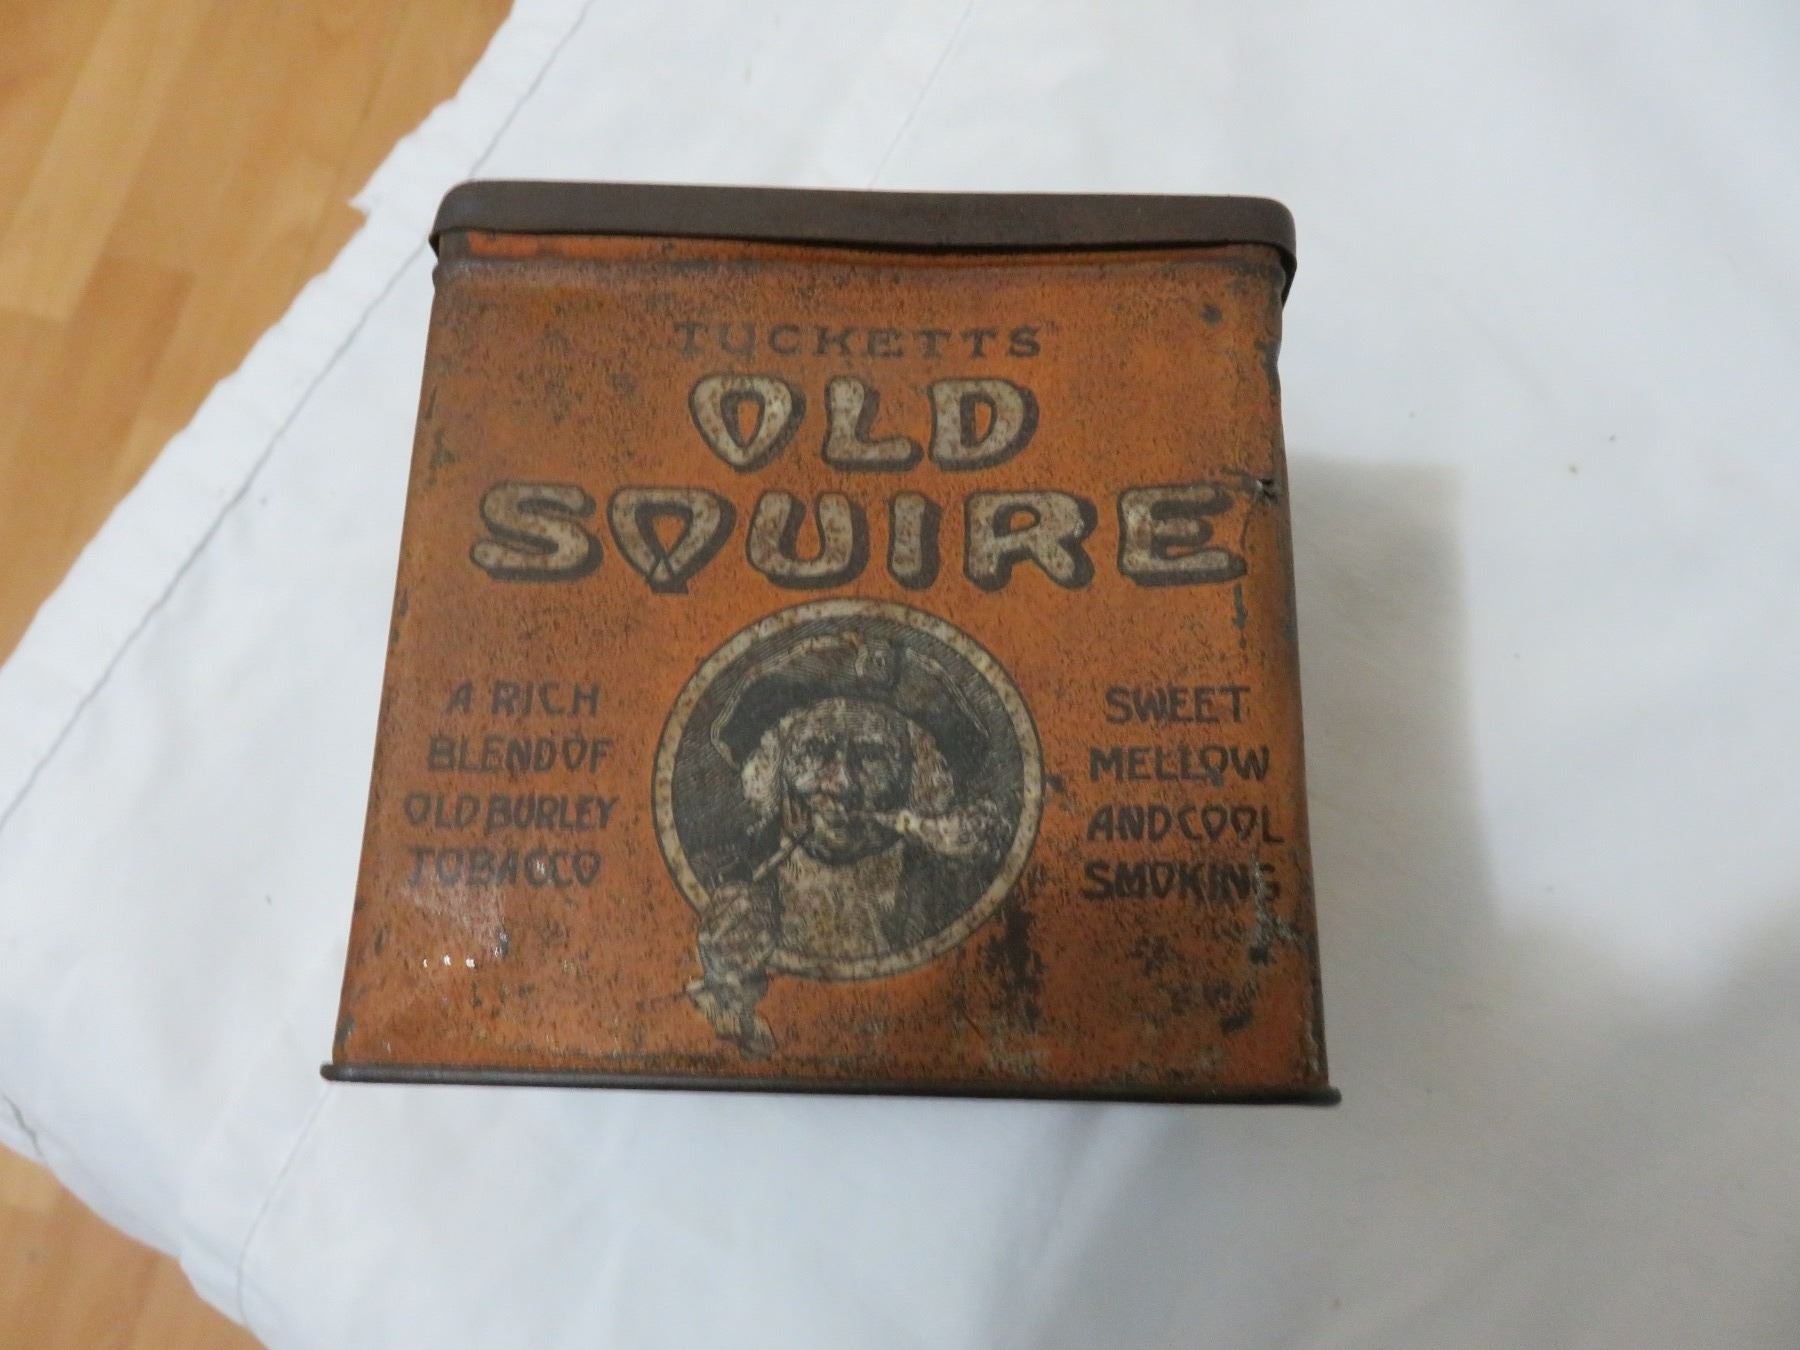 TUCKETTS
OLD
SQUIRE
A RICH
BLEND OF
OLD BURLEY
TOBACCO
SWEET
MELLOW
AND COOL
SMOKING